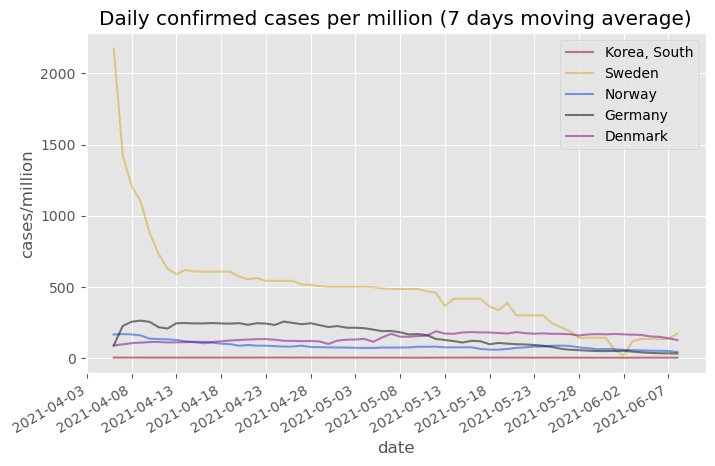 Daily confirmed cases per million (7 days moving average)
Korea, South
Sweden
Norway
Germany
Denmark
2000
1500
1000
500
0
cases/million
2021-04-03
2021-04-08
2021-04-13
2021-04-18
2021-04-23
2021-04-28
2021-05-03
2021-05-08
2021-05-13
2021-05-18
2021-05-23
2021-05-28
2021-06-02
2021-06-07
date